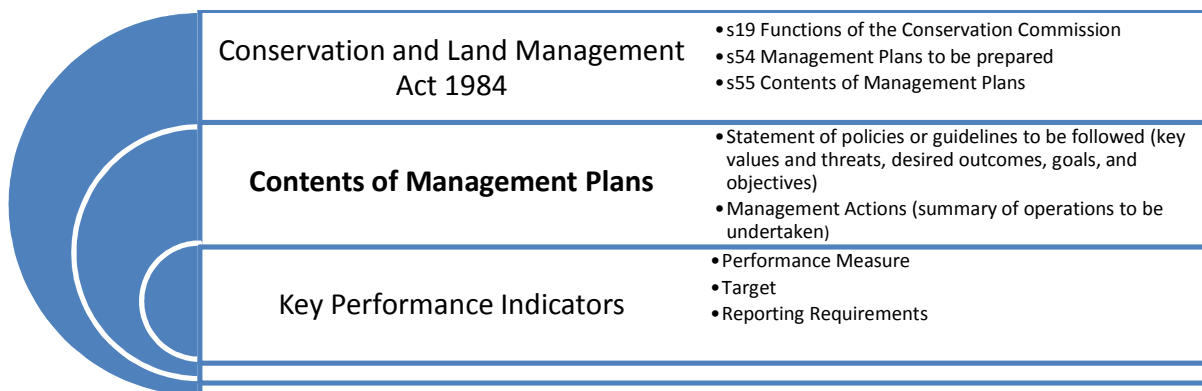 Conservation and Land Management
Act 1984
•s19 Functions of the Conservation Commission
•s54 Management Plans to be prepared
•s55 Contents of Management Plans
Contents of Management Plans
•Statement of policies or guidelines to be followed (key
values and threats, desired outcomes, goals, and
objectives)
•Management Actions (summary of operations to be
undertaken)
Key Performance Indicators
•Performance Measure
•Target
•Reporting Requirements